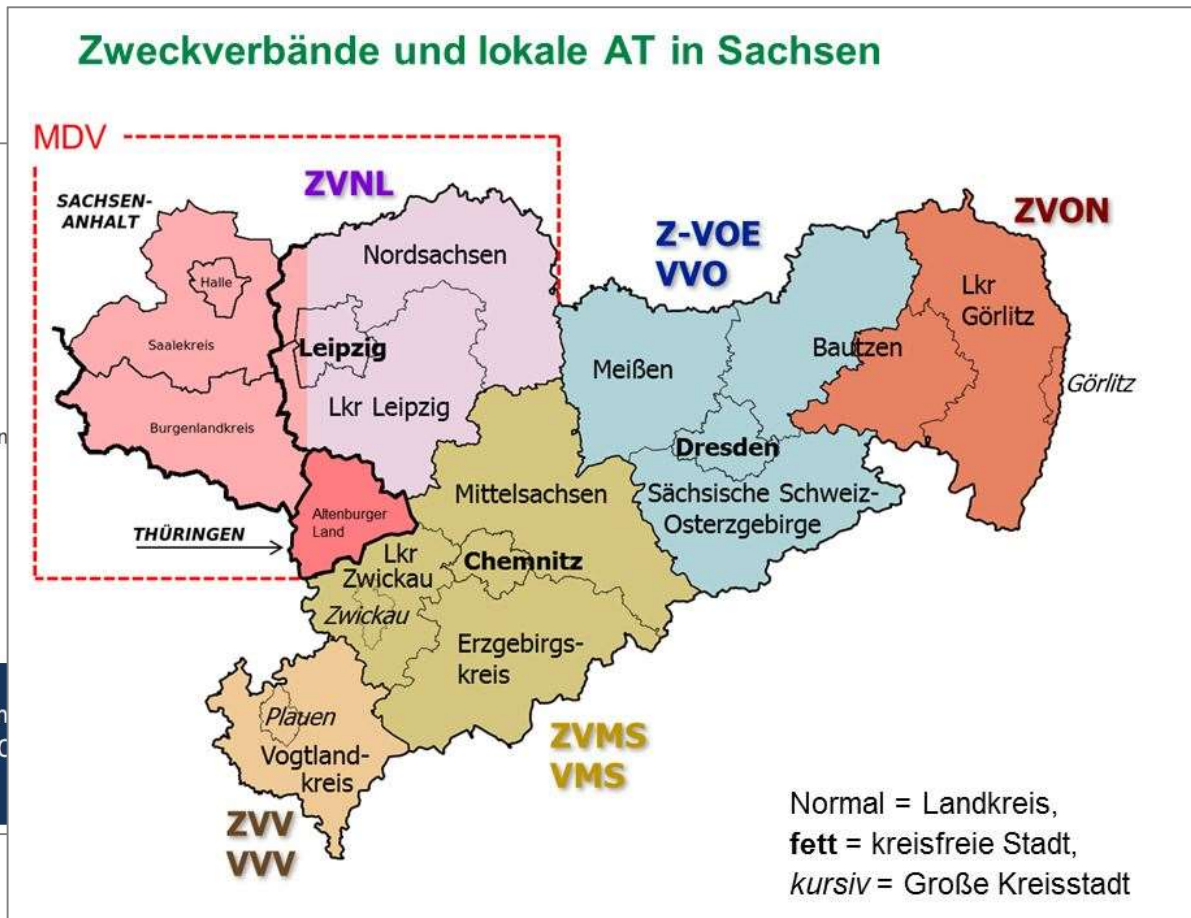 Zweckverbände und lokale AT in Sachsen
MDV
ZVNL
SACHSEN-
ANHALT
ZVON
Z-VOE
VVO
Nordsachsen
Halle
Lkr
Görlitz
Saalekreis
Leipzig
Meißen
Bautzen
Görlitz
Lkr Leipzig
Burgenlandkreis
Dresden
Mittelsachsen
Sächsische Schweiz-
Osterzgebirge
Altenburger
Land
THÜRINGEN
Lkr
Zwickau
Chemnitz
Zwickau
Erzgebirgs-
kreis
Plauen
Vogtland-
kreis
ZVMS
VMS
ZVV
VVV
Normal = Landkreis,
fett = kreisfreie Stadt,
kursiv = Große Kreisstadt